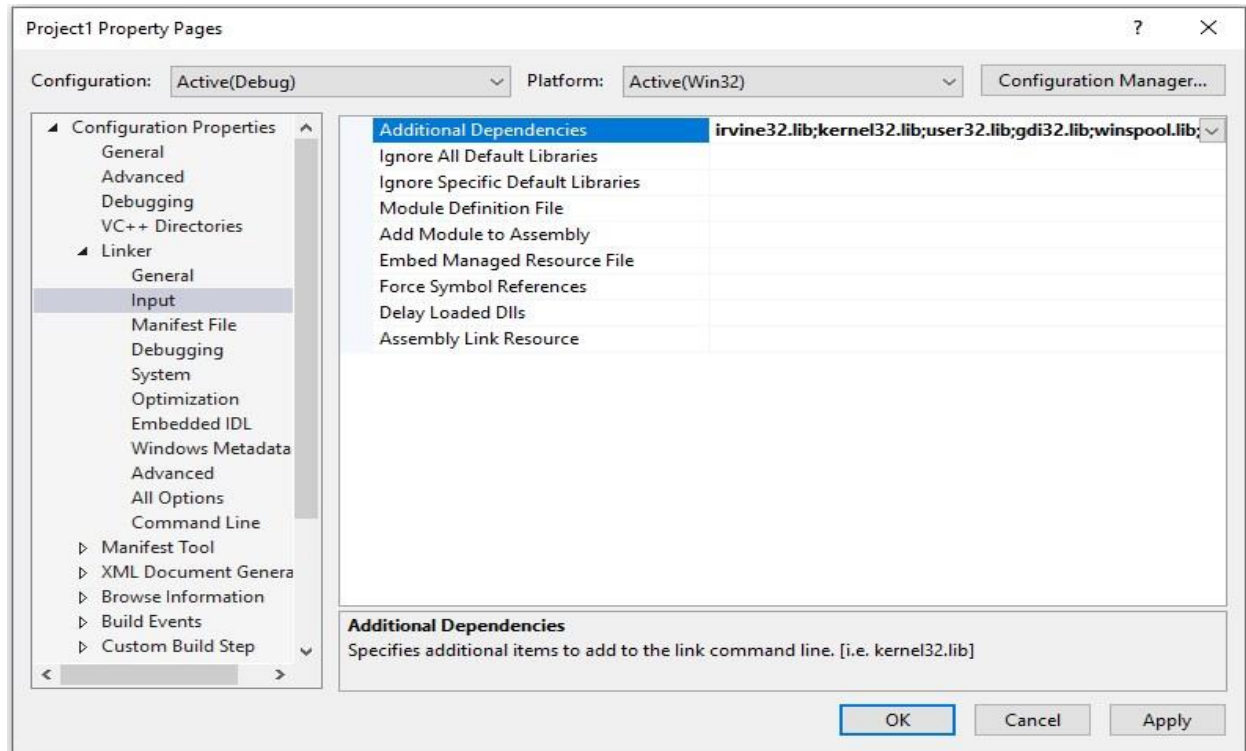 Project1 Property Pages ? ×
Configuration: Active(Debug) Platform: Active(Win32) Configuration Manager...
Configuration Properties
General
Advanced
Debugging
VC++ Directories
Linker
General
Input
Manifest File
Debugging
System
Optimization
Embedded IDL
Windows Metadata
Advanced
All Options
Command Line
Manifest Tool
XML Document Genera
Browse Information
Build Events
Custom Build Step
Additional Dependencies irvine32.lib;kernel32.lib;user32.lib;gdi32.lib;winspool.lib;
Ignore All Default Libraries
Ignore Specific Default Libraries
Module Definition File
Add Module to Assembly
Embed Managed Resource File
Force Symbol References
Delay Loaded Dlls
Assembly Link Resource
Additional Dependencies
Specifies additional items to add to the link command line. [i.e. kernel32.lib]
OK Cancel Apply